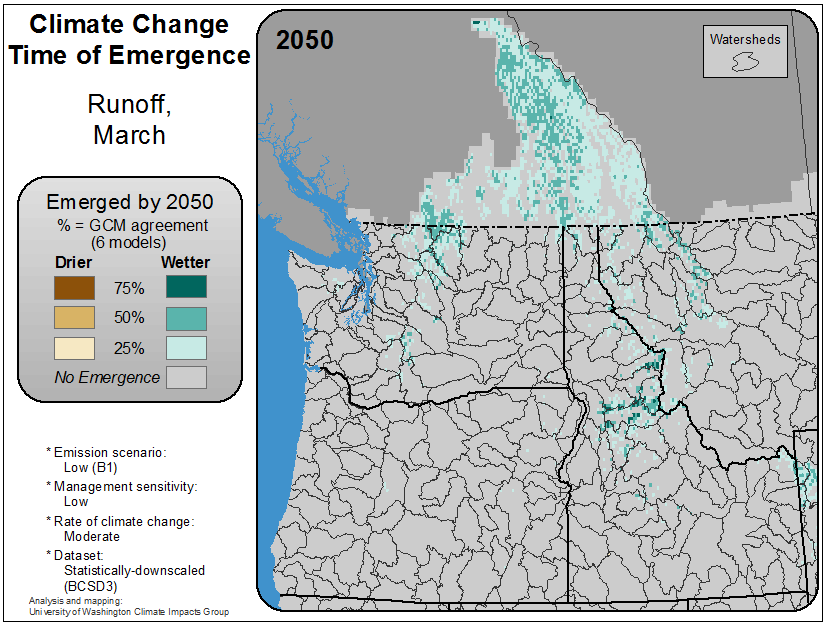 Climate Change
Time of Emergence
Runoff,
March
Emerged by 2050
% = GCM agreement
(6 models)
Drier Wetter
75%
50%
25%
No Emergence
* Emission scenario:
Low (B1)
* Management sensitivity:
Low
* Rate of climate change:
Moderate
* Dataset:
Statistically-downscaled
(BCSD3)
Analysis and mapping:
University of Washington Climate Impacts Group
2050
Watersheds